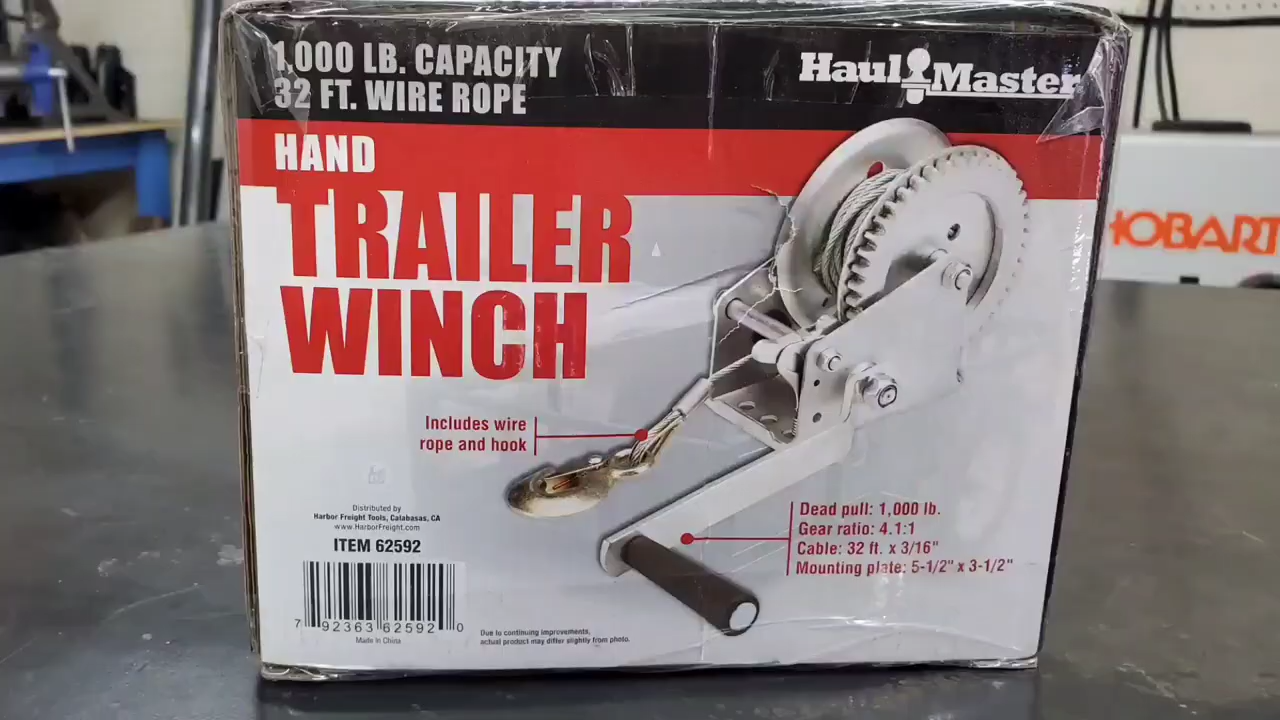 1,000 LB. CAPACITY
32 FT. WIRE ROPE
Haul Master
HAND
TRAILER
WINCH
HOBART
Includes wire
rope and hook
Dead pull: 1,000 lb.
Gear ratio: 4.1:1
Cable: 32 ft. x 3/16"
Mounting plate: 5-1/2" x 3-1/2"
Distributed by
Harbor Freight Tools, Calabasas, CA
www.HarborFreight.com
ITEM 62592
7 92363 62592 0
Made in China
Due to continuing improvements,
actual product may differ slightly from photo.